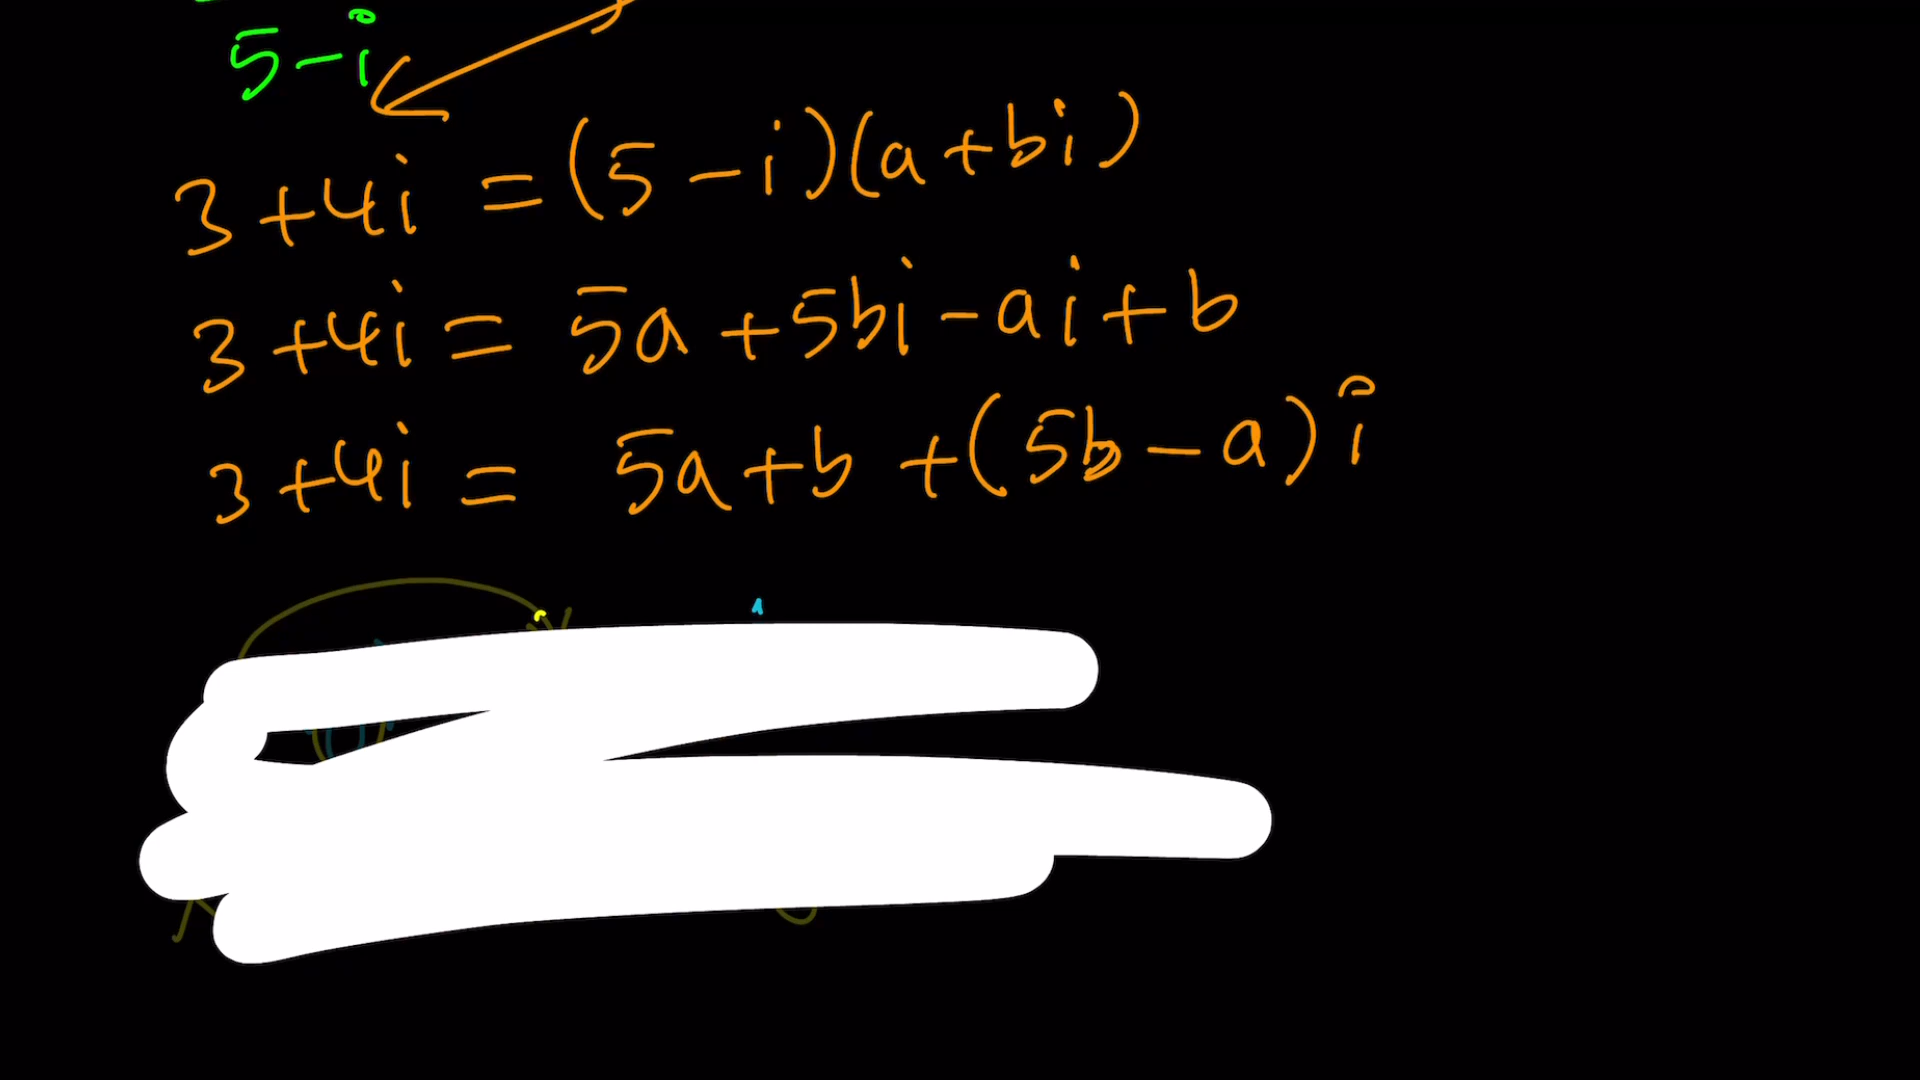 5-i
3+4i = (5-i)(a+bi)
3+4i = 5a+5bi-ai+b
3+4i = 5a+b+(5b-a)i